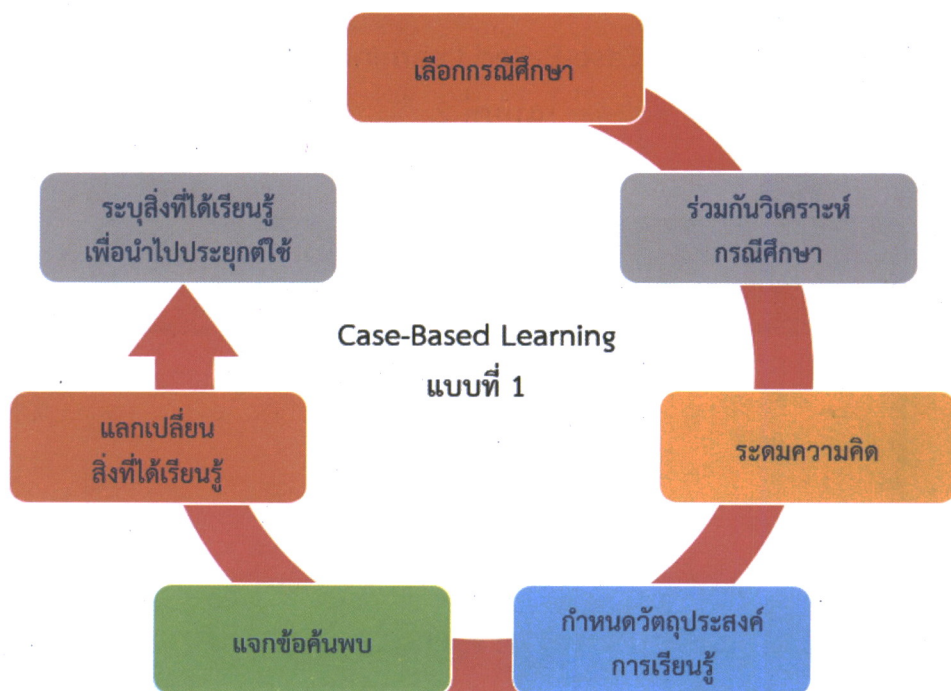 เลือกกรณีศึกษา
ร่วมกันวิเคราะห์
กรณีศึกษา
ระดมความคิด
กำหนดวัตถุประสงค์
การเรียนรู้
แจกข้อค้นพบ
แลกเปลี่ยน
สิ่งที่ได้เรียนรู้
ระบุสิ่งที่ได้เรียนรู้
เพื่อนำไปประยุกต์ใช้
Case-Based Learning
แบบที่ 1